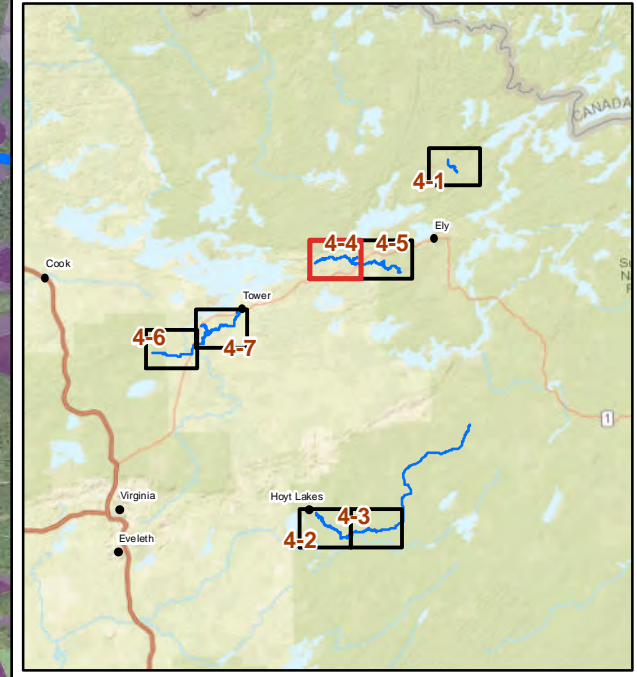 CANADA
4-1
Ely
4-4 4-5
Cook
Tower
4-6
4-7
1
Virginia
Hoyt Lakes
4-3
4-2
Eveleth